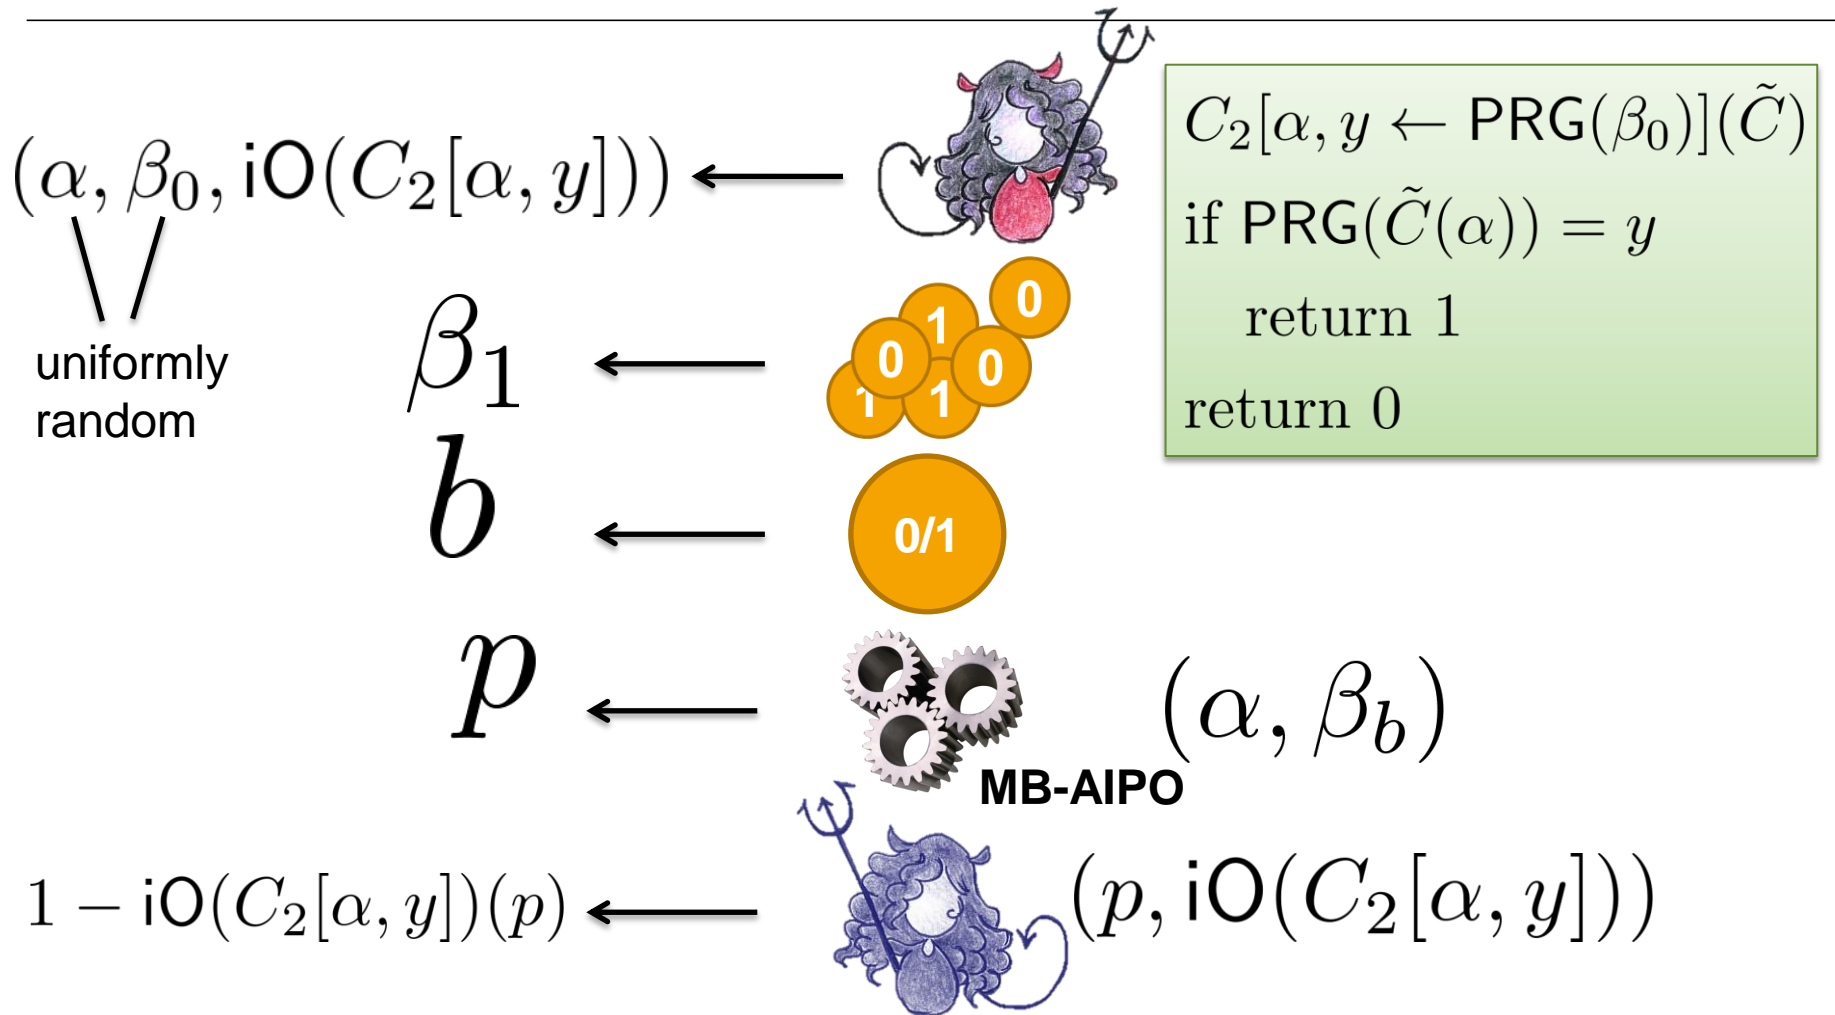 (α, β₀, iO(C₂[α, y]))
uniformly
random
C₂[α, y ← PRG(β₀)](C̃)
if PRG(C̃(α)) = y
return 1
return 0
β₁
0
1
0
0
1
1
b
0/1
p
(α, β_b)
MB-AIPO
1 − iO(C₂[α, y])(p)
(p, iO(C₂[α, y]))